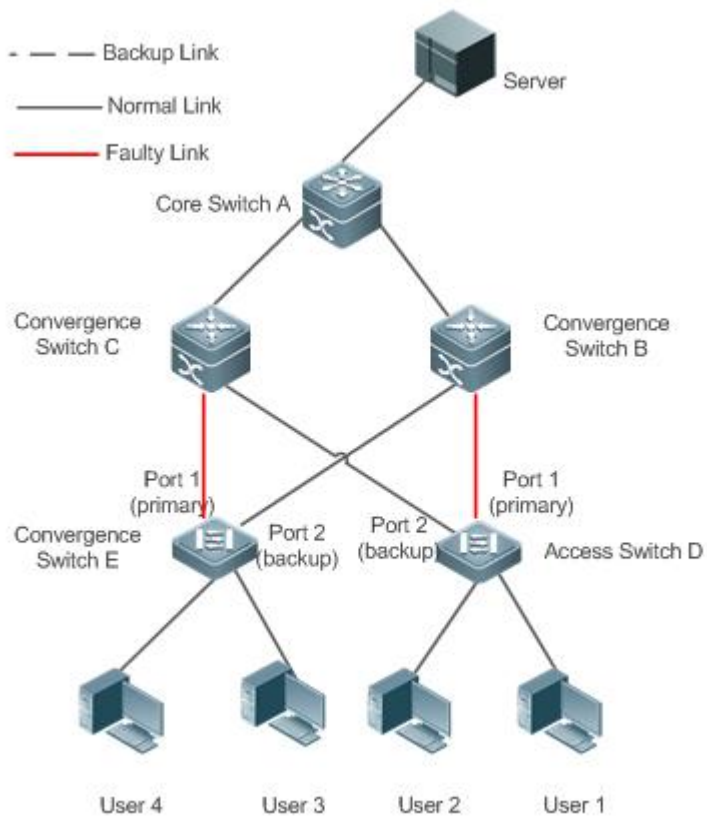 Backup Link
Server
Normal Link
Faulty Link
Core Switch A
Convergence
Switch C
Convergence
Switch B
Port 1
(primary)
Port 1
(primary)
Convergence
Switch E
Port 2
(backup)
Port 2
(backup)
Access Switch D
User 4
User 3
User 2
User 1